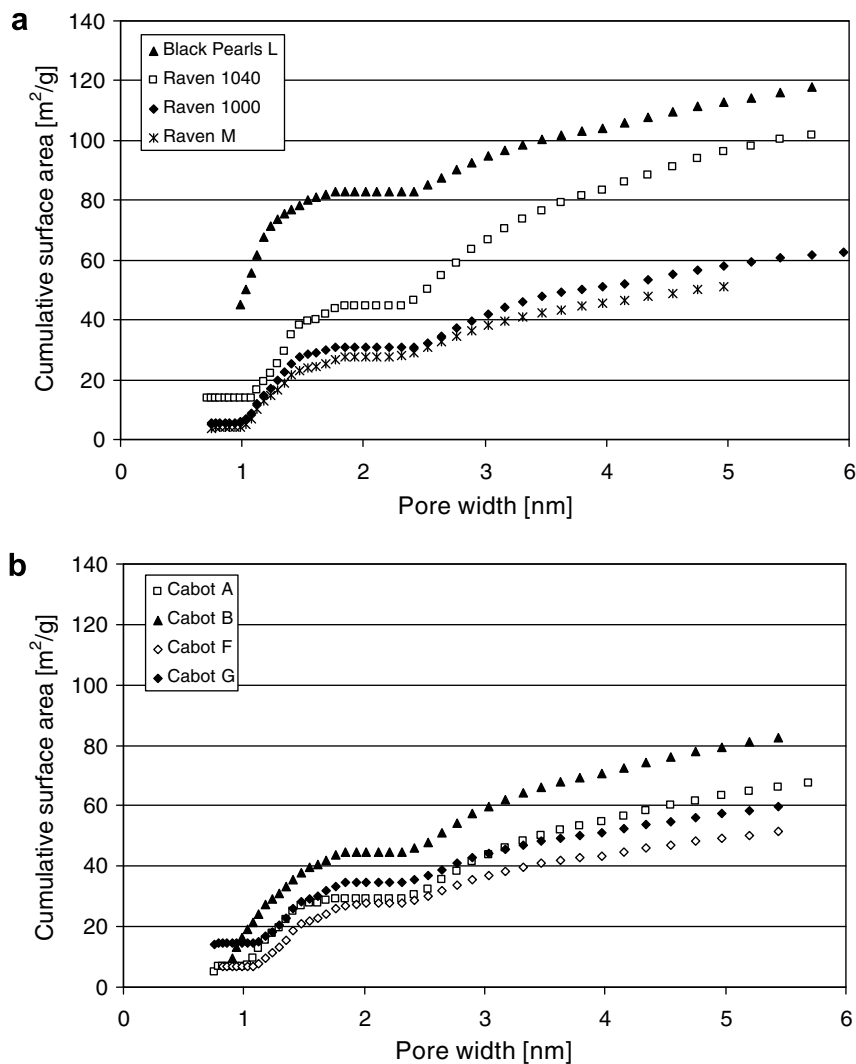 a
140
120
100
80
60
40
20
0
Cumulative surface area [m²/g]
▲ Black Pearls L
□ Raven 1040
◆ Raven 1000
Raven M
0 1 2 3 4 5 6
Pore width [nm]
b
140
120
100
80
60
40
20
0
Cumulative surface area [m²/g]
□ Cabot A
▲ Cabot B
◇ Cabot F
◆ Cabot G
0 1 2 3 4 5 6
Pore width [nm]